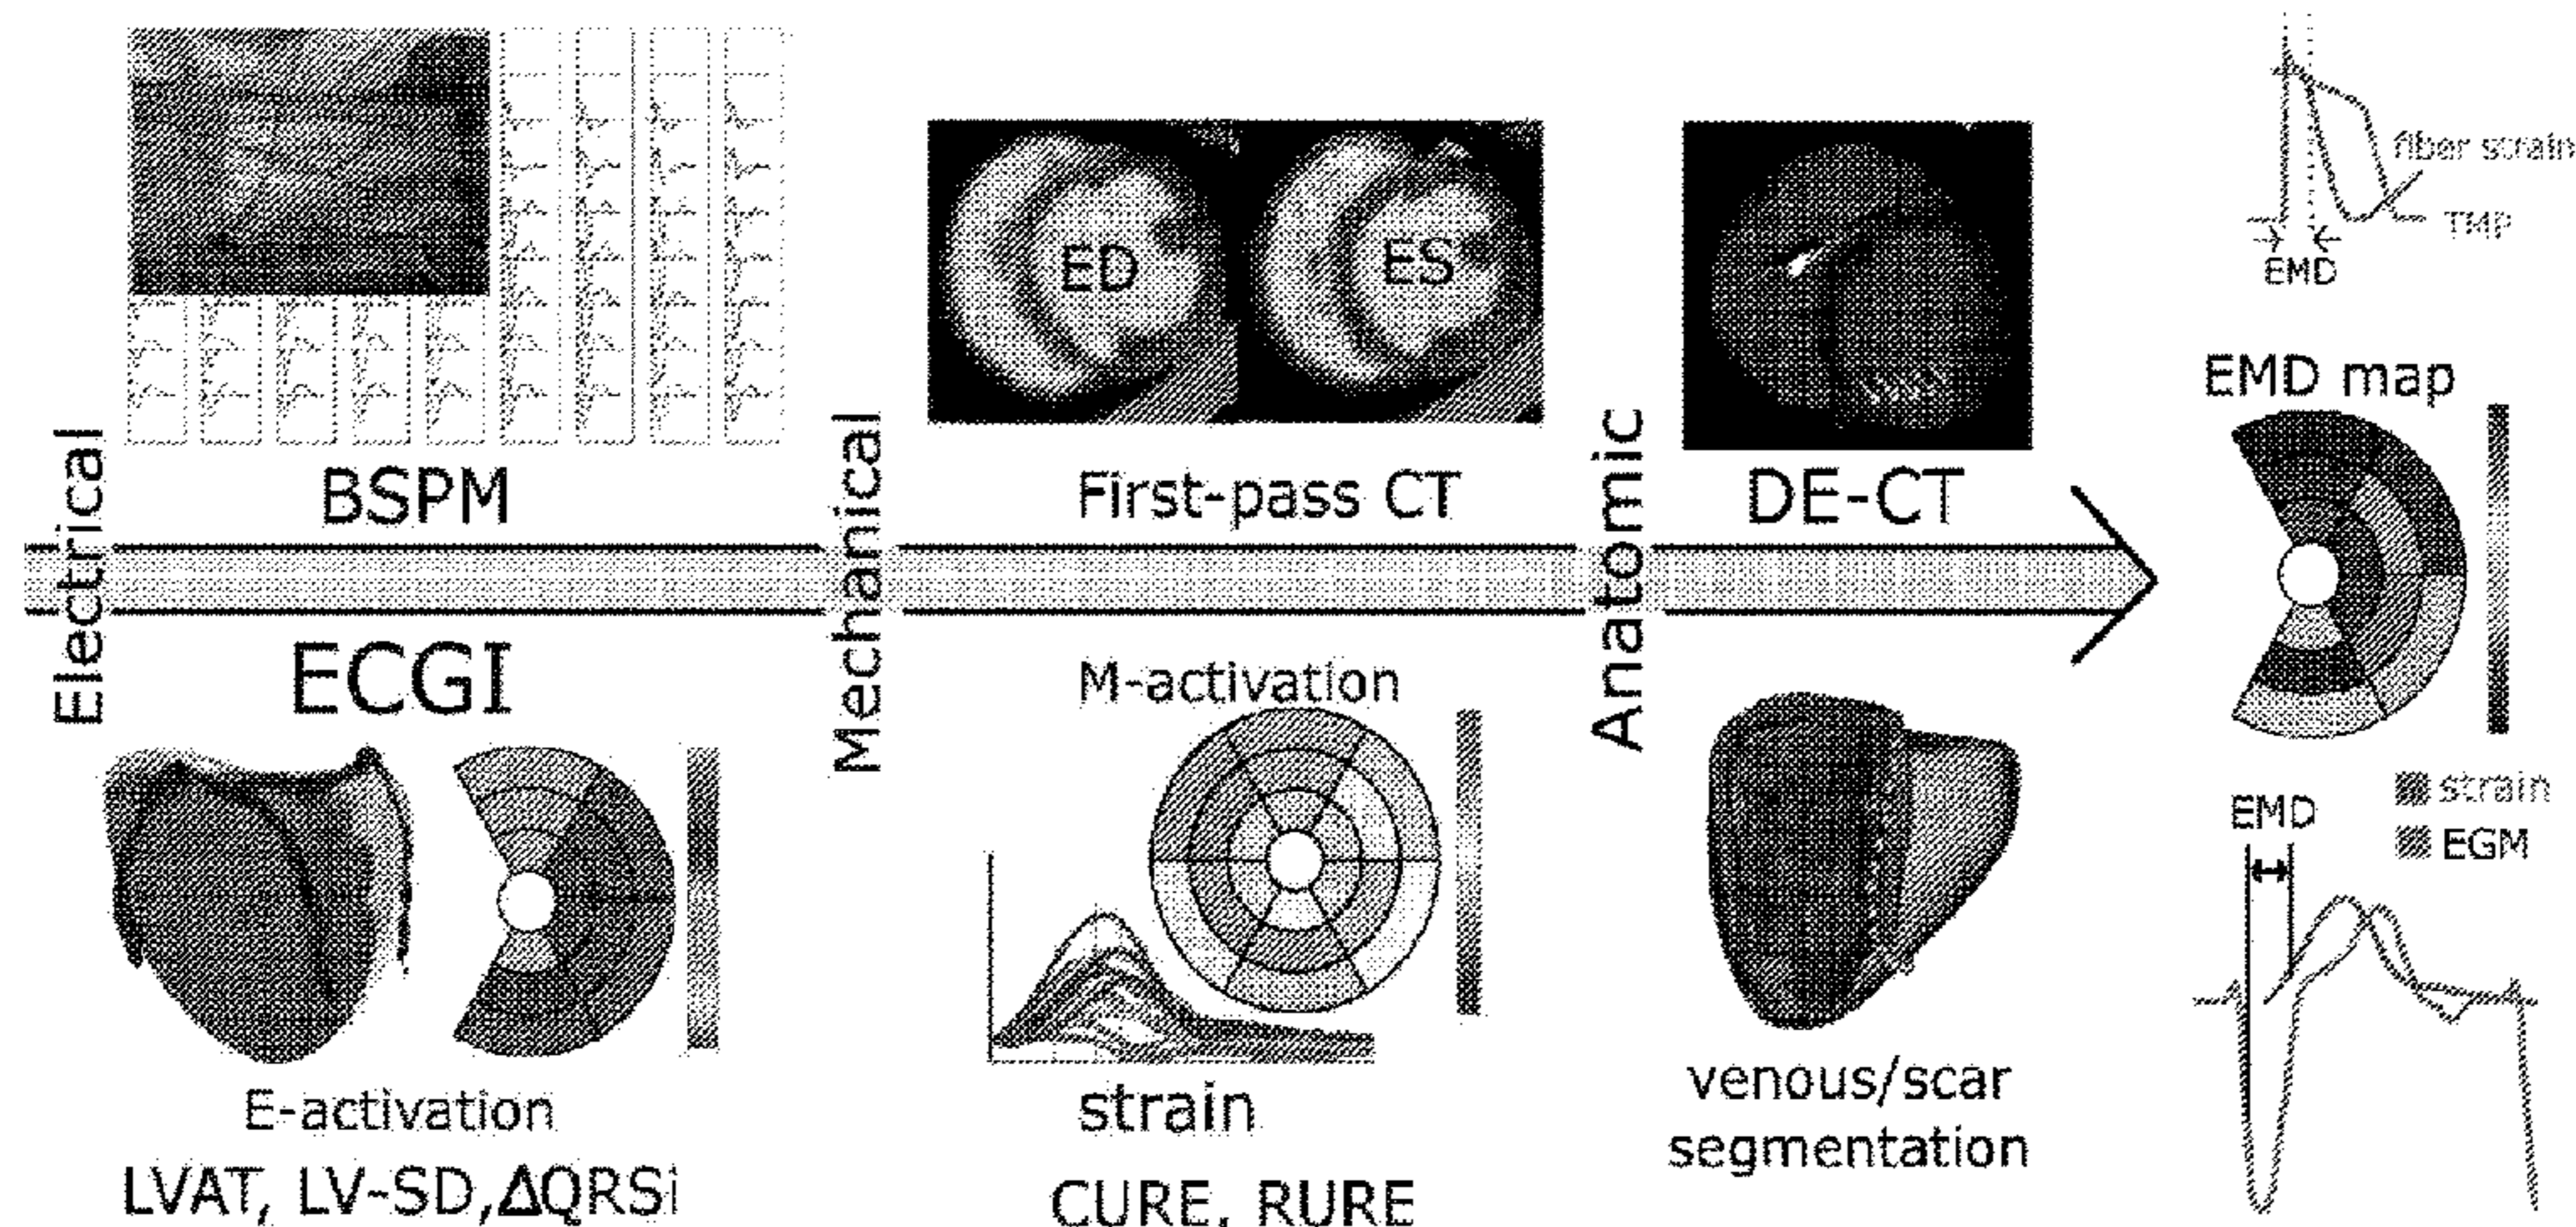 Electrical
BSPM
ECGI
E-activation
LVAT, LV-SD,ΔQRSi
Mechanical
ED
ES
First-pass CT
M-activation
strain
CURE, RURE
Anatomic
DE-CT
venous/scar
segmentation
fiber strain
TMP
EMD
EMD map
strain
EGM
EMD